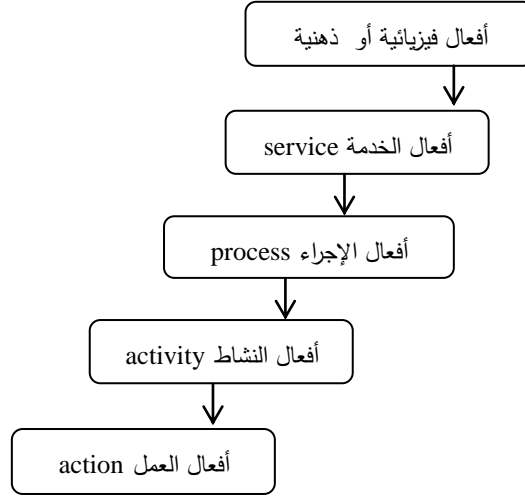 أفعال فيزيائية أو ذهنية
أفعال الخدمة service
أفعال الإجراء process
أفعال النشاط activity
أفعال العمل action